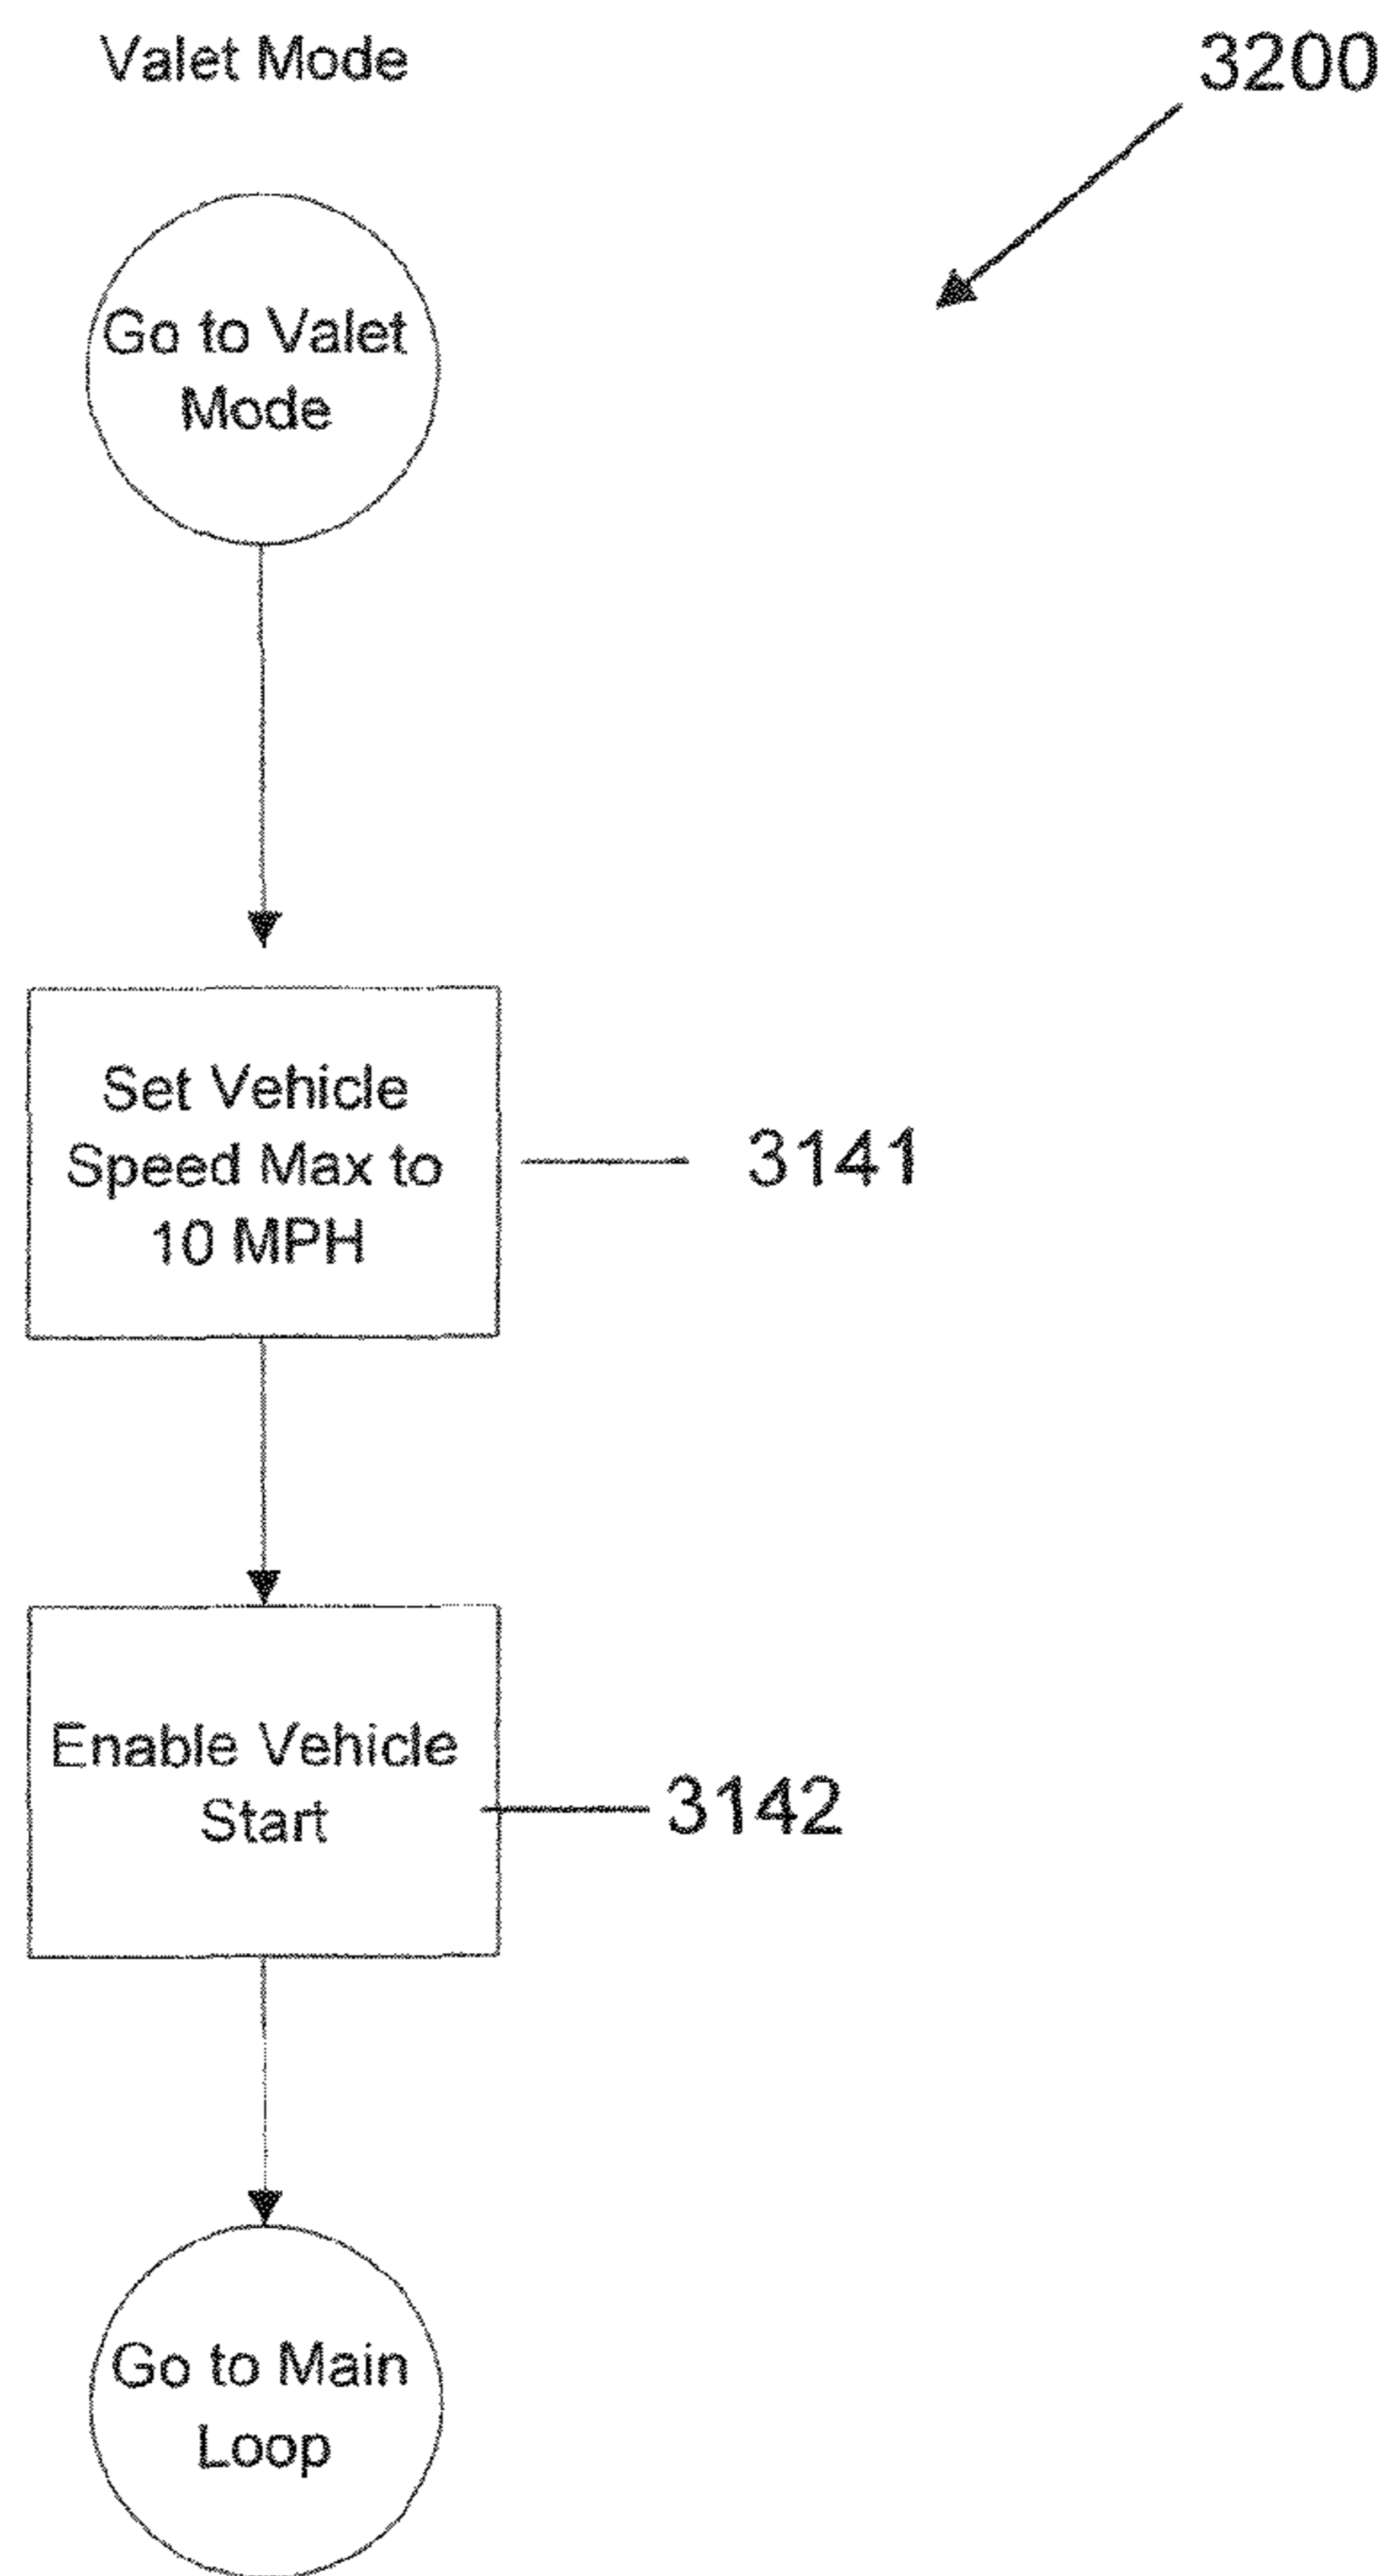 Valet Mode
3200
Go to Valet
Mode
Set Vehicle
Speed Max to
10 MPH
3141
Enable Vehicle
Start
3142
Go to Main
Loop